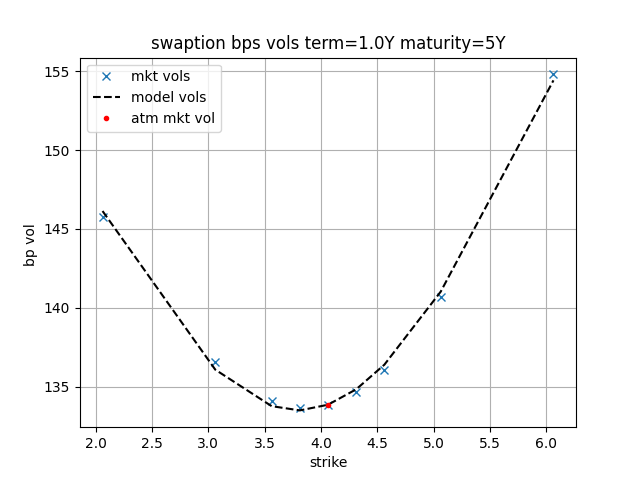 swaption bps vols term=1.0Y maturity=5Y
mkt vols
model vols
atm mkt vol
155
150
145
140
135
bp vol
2.0 2.5 3.0 3.5 4.0 4.5 5.0 5.5 6.0
strike